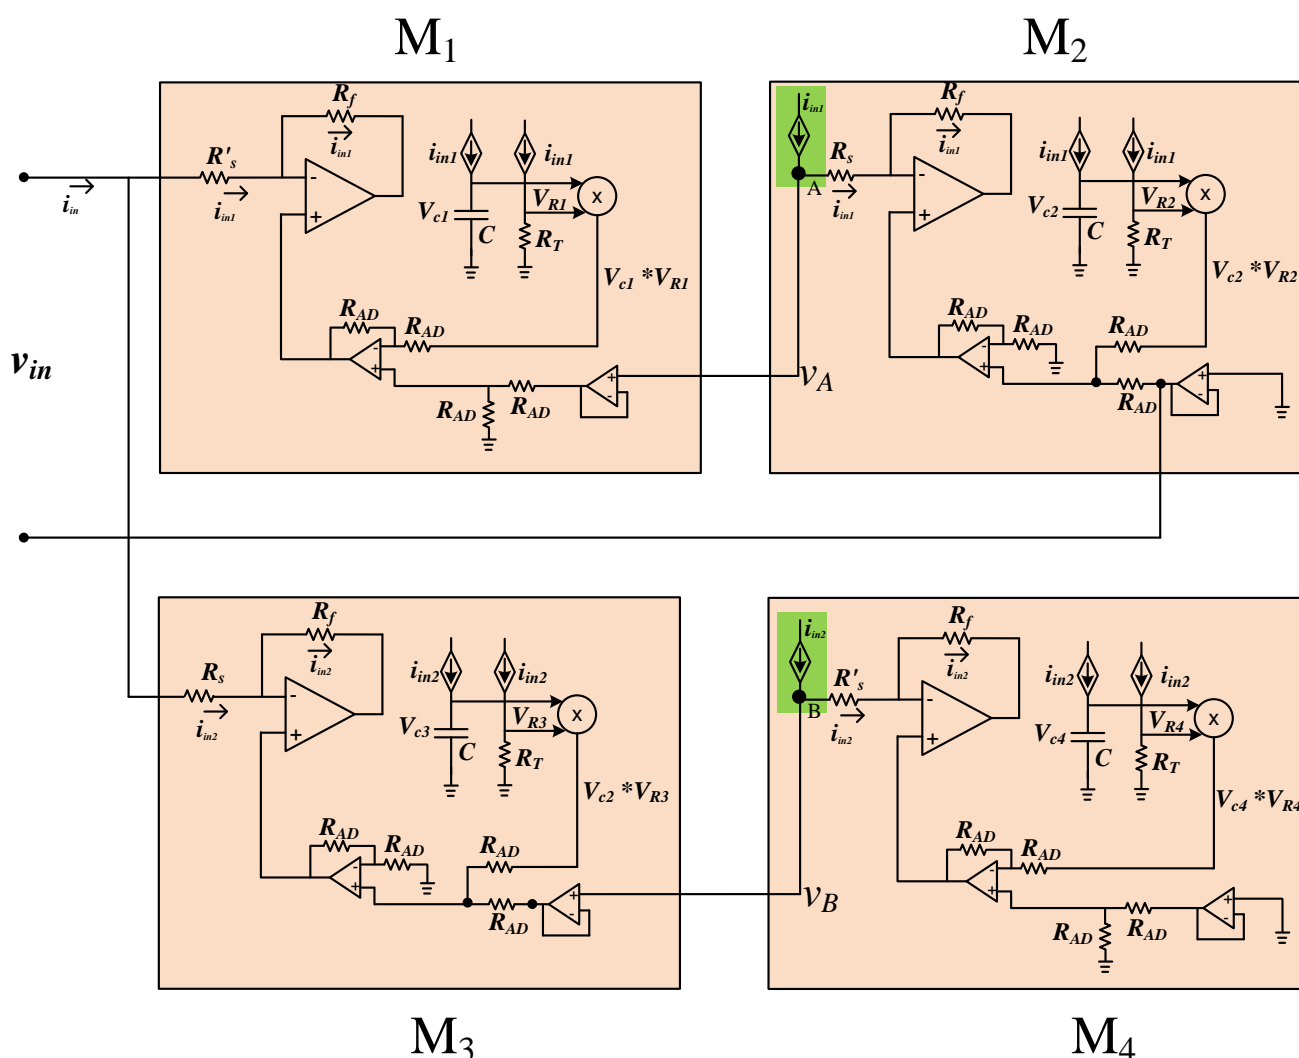 M1
M2
Rf
iin1
R's
iin1
iin
iin1
iin1
Vc1
C
VR1
RT
x
-
+
Vc1 *VR1
RAD
RAD
-
+
RAD
RAD
+
-
vin
iin1
A
Rs
iin1
Rf
iin1
-
+
iin1
iin1
Vc2
C
VR2
RT
x
Vc2 *VR2
RAD
RAD
RAD
-
+
RAD
+
-
vA
Rf
iin2
Rs
iin2
-
+
iin2
iin2
Vc3
C
VR3
RT
x
Vc2 *VR3
RAD
RAD
RAD
-
+
RAD
+
-
vB
iin2
B
R's
iin2
Rf
iin2
-
+
iin2
iin2
Vc4
C
VR4
RT
x
Vc4 *VR4
RAD
RAD
-
+
RAD
RAD
+
-
M3
M4